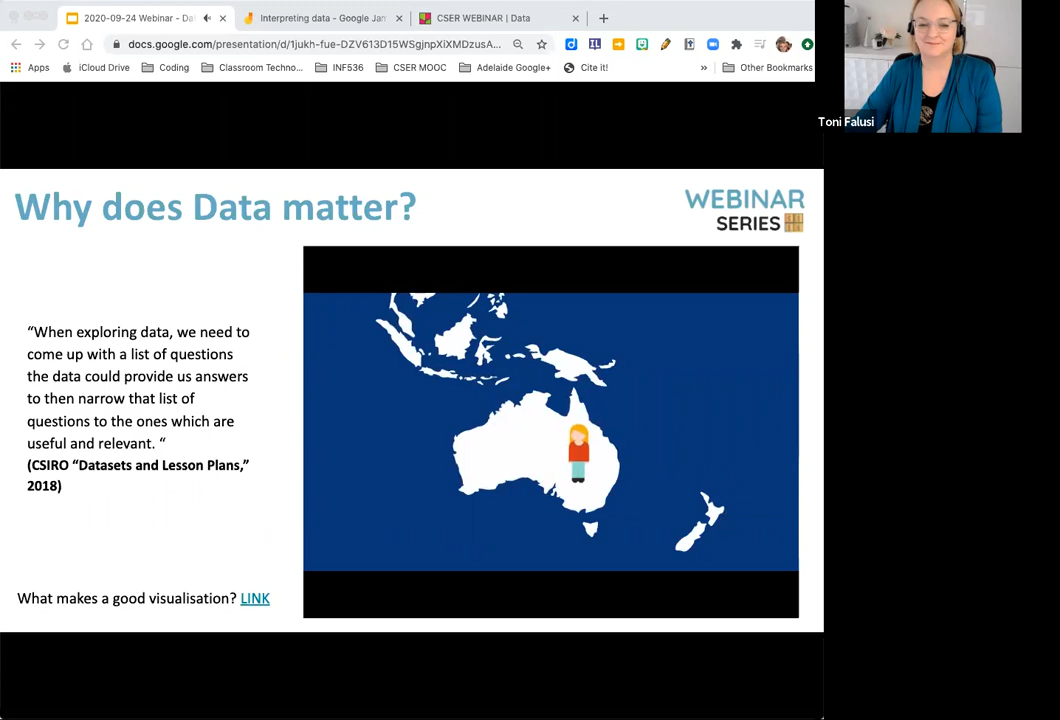 2020-09-24 Webinar - Da
Interpreting data - Google Jam
CSER WEBINAR | Data
docs.google.com/presentation/d/1jukh-fue-DZV613D15WSgjnpXiXMDzusA...
Apps
iCloud Drive
Coding
Classroom Techno...
INF536
CSER MOOC
Adelaide Google+
Cite it!
»
Other Bookmarks
Toni Falusi
Why does Data matter?
WEBINAR
SERIES
“When exploring data, we need to
come up with a list of questions
the data could provide us answers
to then narrow that list of
questions to the ones which are
useful and relevant. “
(CSIRO “Datasets and Lesson Plans,”
2018)
What makes a good visualisation? LINK